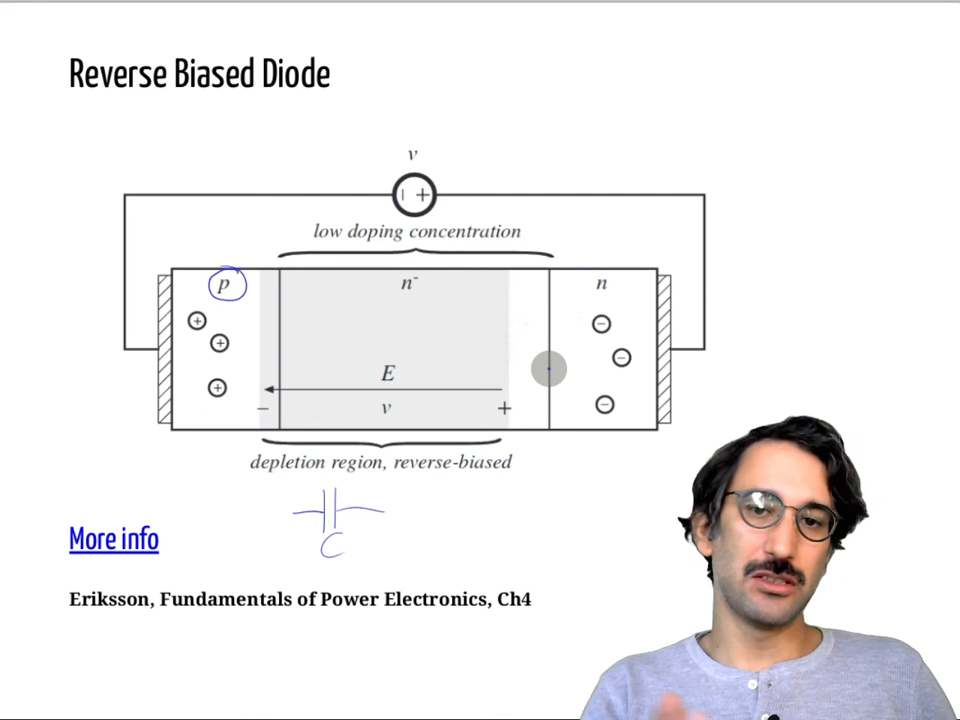 Reverse Biased Diode
v
+
low doping concentration
p
n-
n
+
−
+
−
+
−
E
− v +
depletion region, reverse-biased
C
More info
Eriksson, Fundamentals of Power Electronics, Ch4